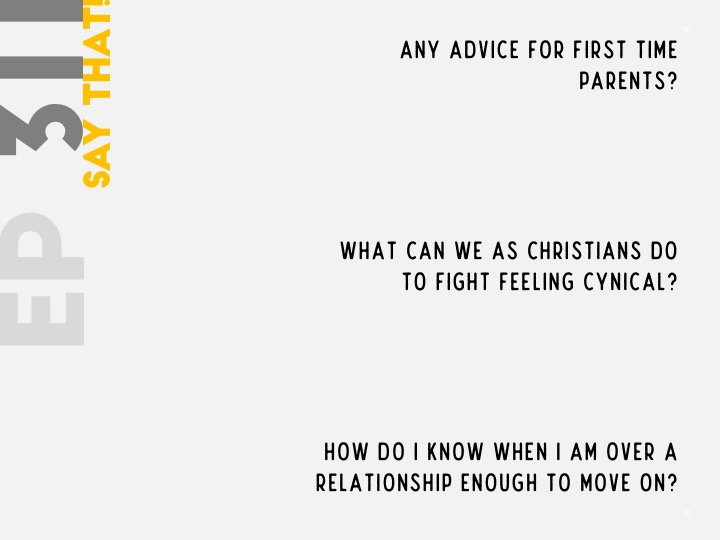 EP 311
SAY THAT!
ANY ADVICE FOR FIRST TIME
PARENTS?
WHAT CAN WE AS CHRISTIANS DO
TO FIGHT FEELING CYNICAL?
HOW DO I KNOW WHEN I AM OVER A
RELATIONSHIP ENOUGH TO MOVE ON?